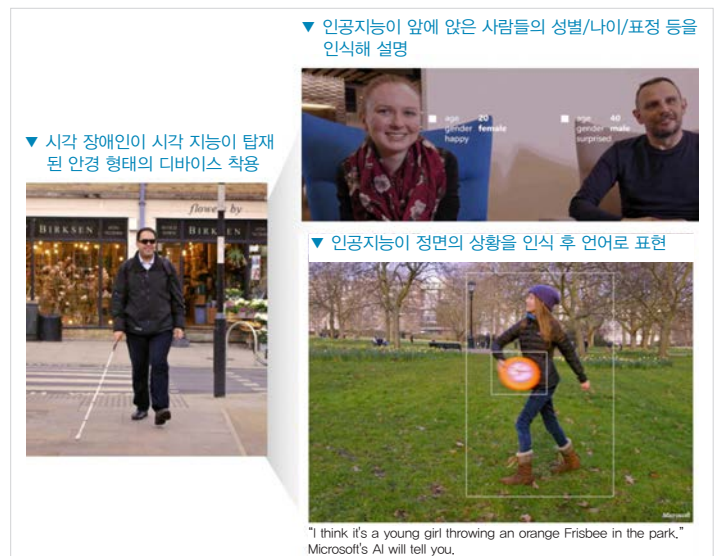 ▼ 인공지능이 앞에 앉은 사람들의 성별/나이/표정 등을
인식해 설명
age 20
gender female
happy
age 40
gender male
surprised
▼ 시각 장애인이 시각 지능이 탑재
된 안경 형태의 디바이스 착용
flowers by
BIRKSEN
BIRKSEN
▼ 인공지능이 정면의 상황을 인식 후 언어로 표현
Microsoft
"I think it's a young girl throwing an orange Frisbee in the park."
Microsoft's AI will tell you.